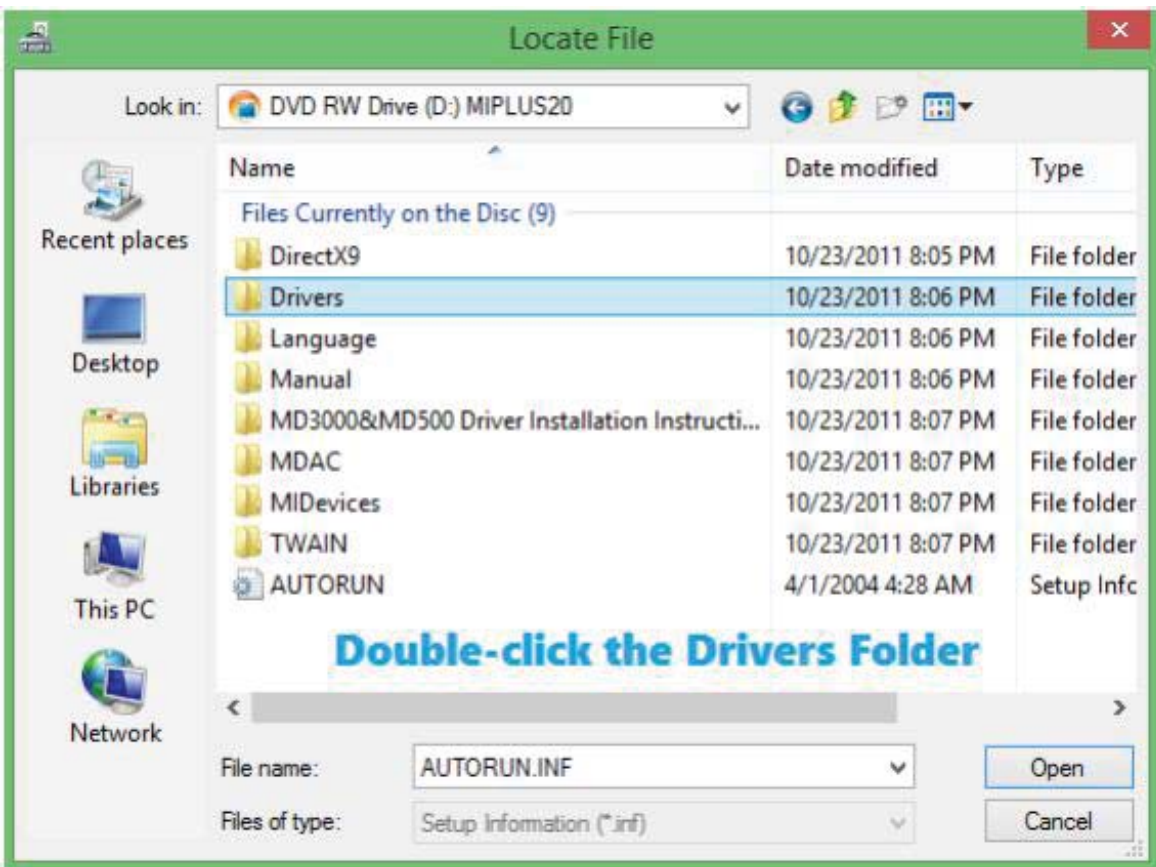 Locate File
Look in: DVD RW Drive (D:) MIPLUS20
Name Date modified Type
Files Currently on the Disc (9)
Recent places
DirectX9 10/23/2011 8:05 PM File folder
Drivers 10/23/2011 8:06 PM File folder
Language 10/23/2011 8:06 PM File folder
Desktop
Manual 10/23/2011 8:06 PM File folder
MD3000&MD500 Driver Installation Instructi... 10/23/2011 8:07 PM File folder
MDAC 10/23/2011 8:07 PM File folder
Libraries
MIDevices 10/23/2011 8:07 PM File folder
TWAIN 10/23/2011 8:07 PM File folder
AUTORUN 4/1/2004 4:28 AM Setup Info
This PC
Double-click the Drivers Folder
Network
File name: AUTORUN.INF Open
Files of type: Setup Information (*.inf) Cancel